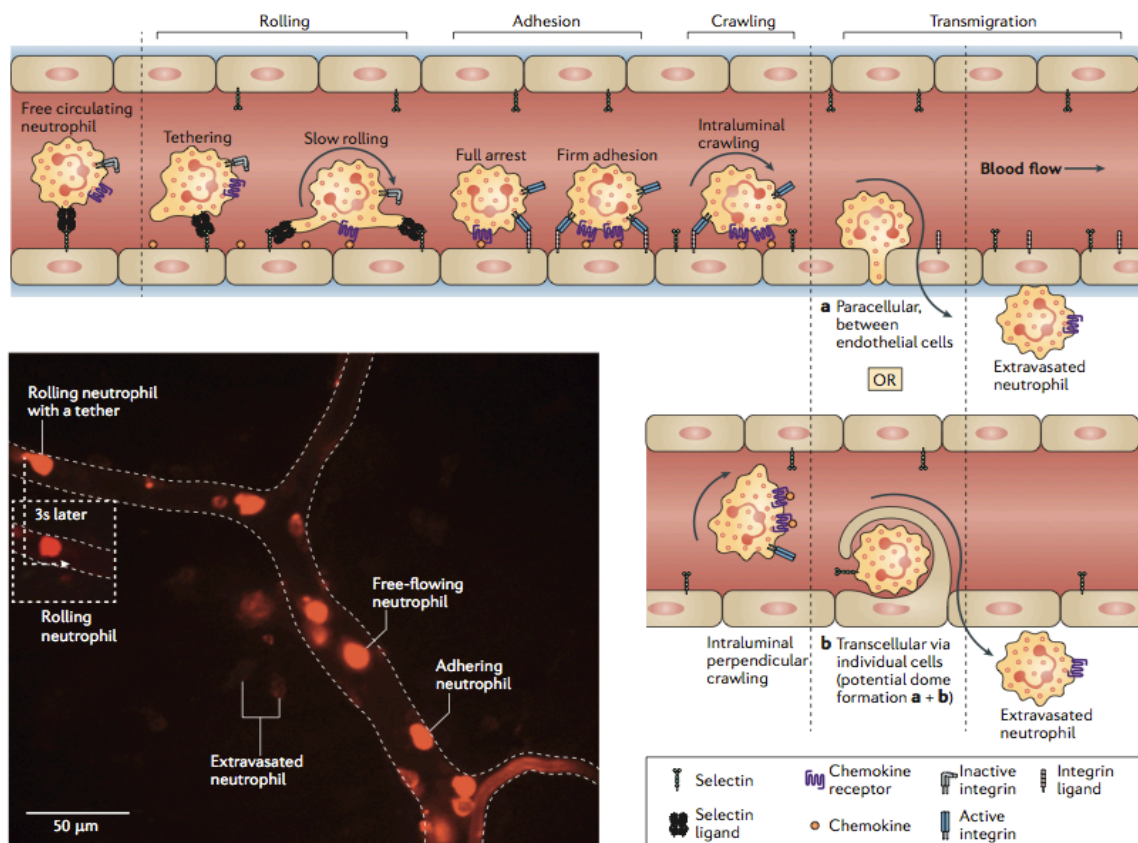 Rolling
Adhesion
Crawling
Transmigration
Free circulating
neutrophil
Tethering
Slow rolling
Full arrest
Firm adhesion
Intraluminal
crawling
Blood flow
a Paracellular,
between
endothelial cells
OR
Extravasated
neutrophil
Rolling neutrophil
with a tether
3s later
Rolling
neutrophil
Free-flowing
neutrophil
Adhering
neutrophil
Extravasated
neutrophil
50 µm
Intraluminal
perpendicular
crawling
b Transcellular via
individual cells
(potential dome
formation a + b)
Extravasated
neutrophil
Selectin
Selectin
ligand
Chemokine
receptor
Chemokine
Inactive
integrin
Active
integrin
Integrin
ligand